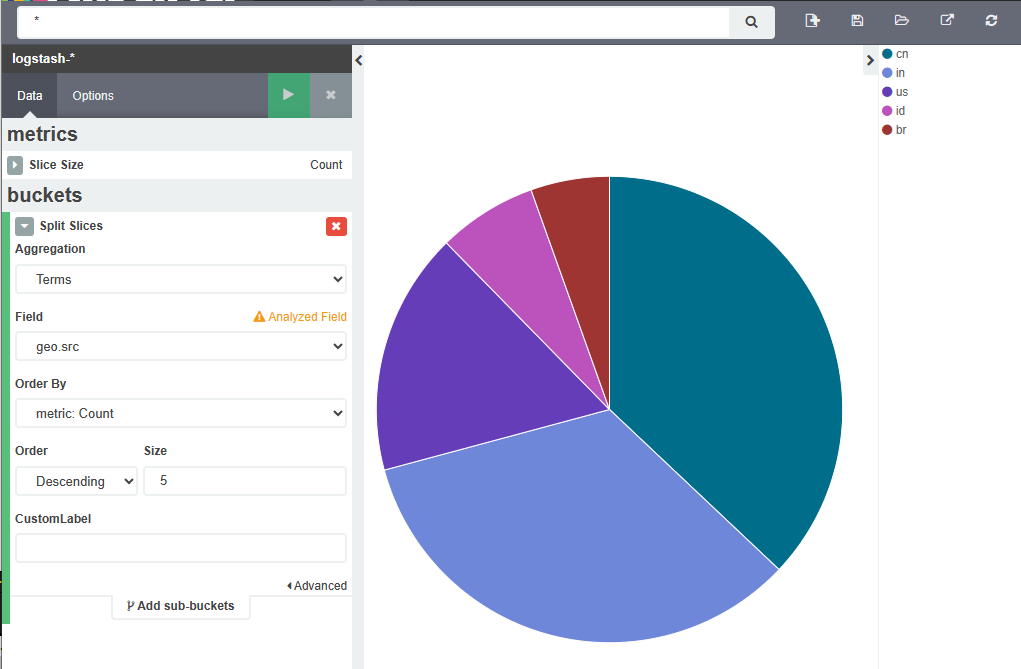 *
logstash-*
Data
Options
metrics
Slice Size
Count
buckets
Split Slices
Aggregation
Terms
Field
Analyzed Field
geo.src
Order By
metric: Count
Order
Size
Descending
5
CustomLabel
Advanced
Add sub-buckets
cn
in
us
id
br